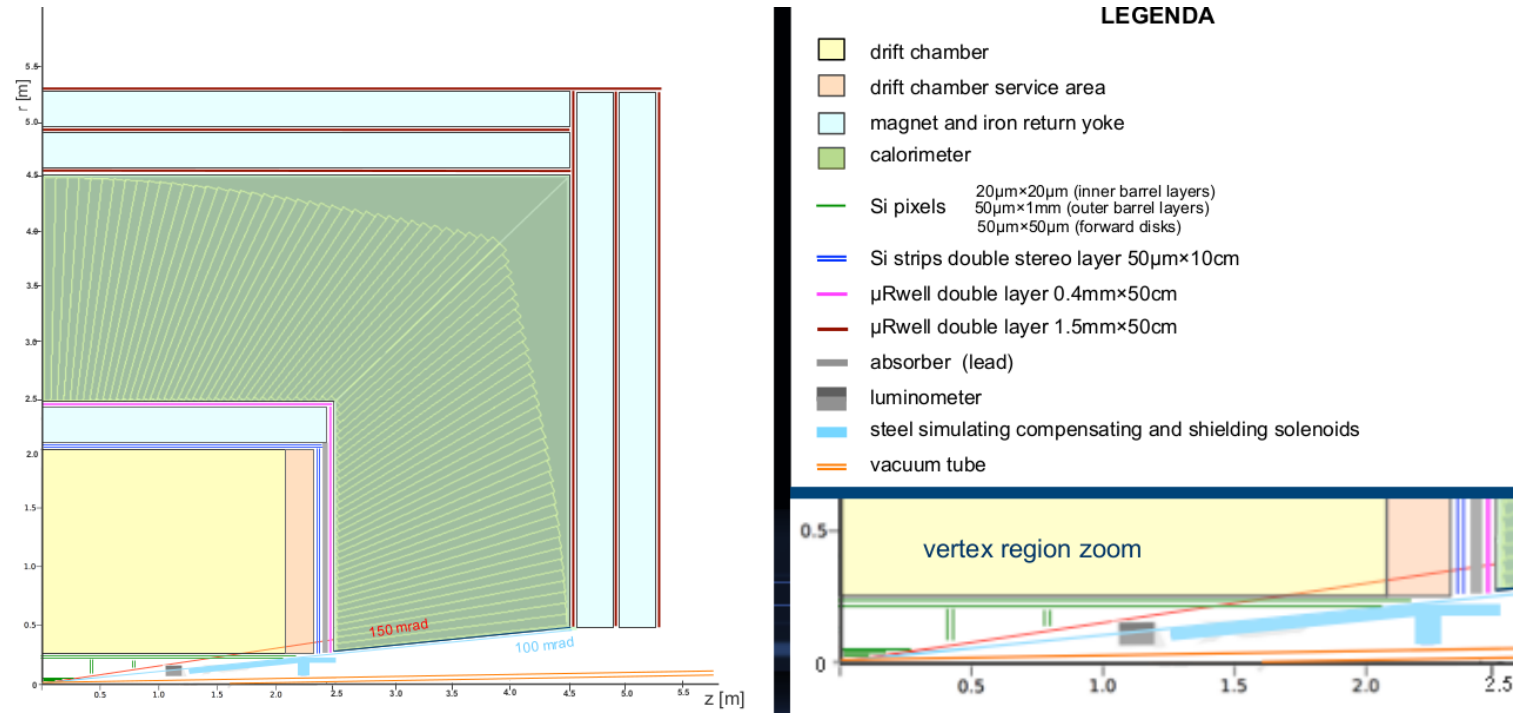 5.5
r [m]
5.0
4.5
4.0
3.5
3.0
2.5
2.0
1.5
1.0
0.5
0
150 mrad
100 mrad
0.5
1.0
1.5
2.0
2.5
3.0
3.5
4.0
4.5
5.0
5.5
z [m]
LEGENDA
drift chamber
drift chamber service area
magnet and iron return yoke
calorimeter
Si pixels
20μm×20μm (inner barrel layers)
50μm×1mm (outer barrel layers)
50μm×50μm (forward disks)
Si strips double stereo layer 50μm×10cm
μRwell double layer 0.4mm×50cm
μRwell double layer 1.5mm×50cm
absorber (lead)
luminometer
steel simulating compensating and shielding solenoids
vacuum tube
0.5
vertex region zoom
0
0.5
1.0
1.5
2.0
2.5